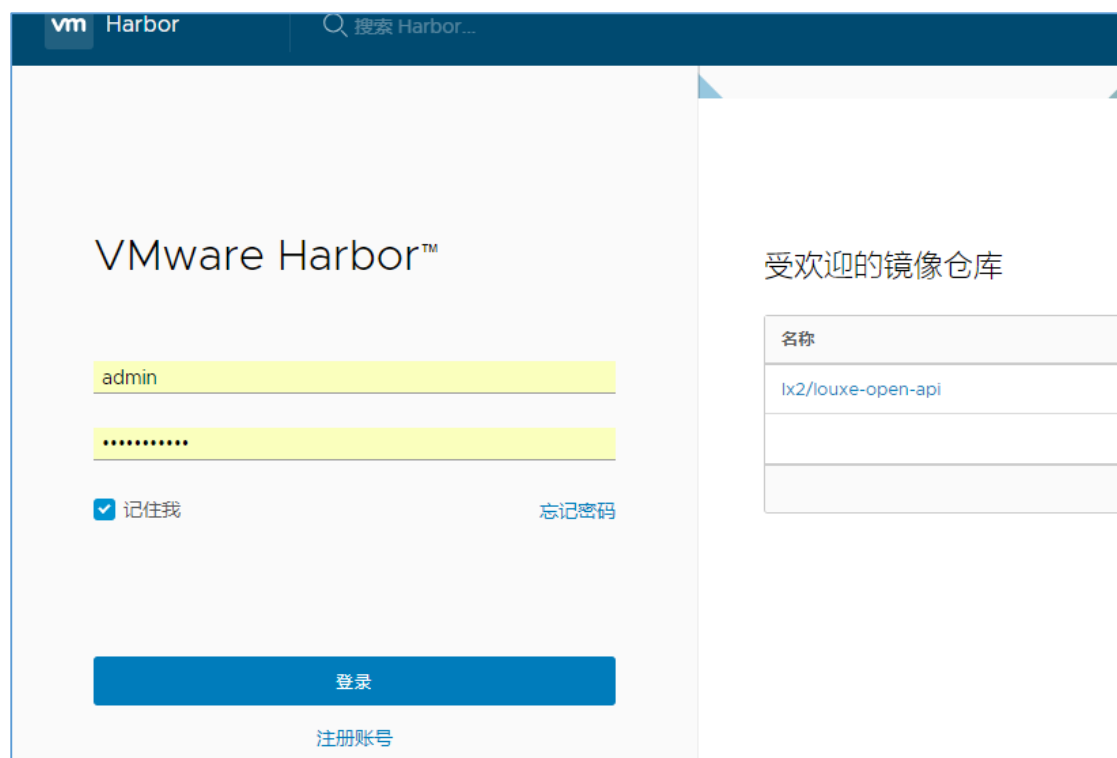 vm Harbor 搜索 Harbor...
VMware Harbor™
admin
•••••••••••
记住我 忘记密码
登录
注册账号
受欢迎的镜像仓库
名称
lx2/louxe-open-api